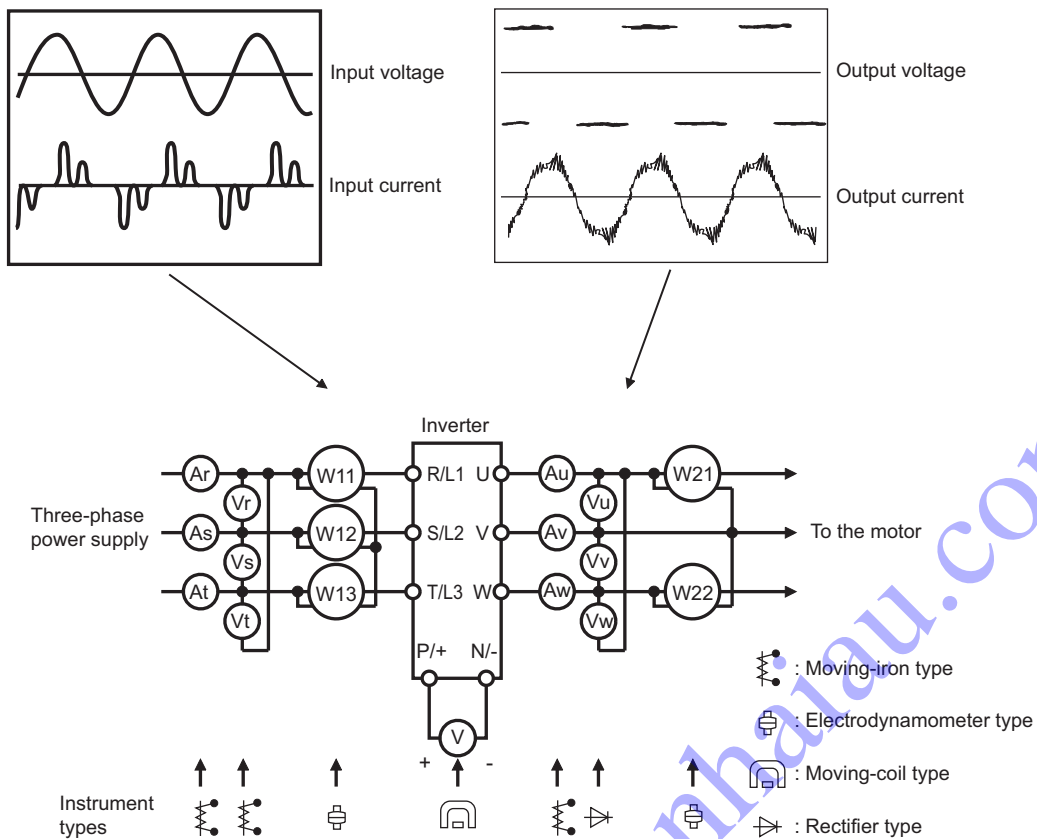 Input voltage
Input current
Output voltage
Output current
Inverter
Three-phase
power supply
Ar
As
At
Vr
Vs
Vt
W11
W12
W13
R/L1
S/L2
T/L3
U
V
W
P/+
N/-
Au
Av
Aw
Vu
Vv
Vw
W21
W22
To the motor
V
+
-
: Moving-iron type
: Electrodynamometer type
: Moving-coil type
: Rectifier type
Instrument
types